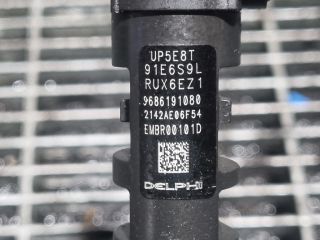 UP5E8T
91E6S9L
RUX6EZ1
9686191080
2142AE06F54
EMBR00101D
DELPHI